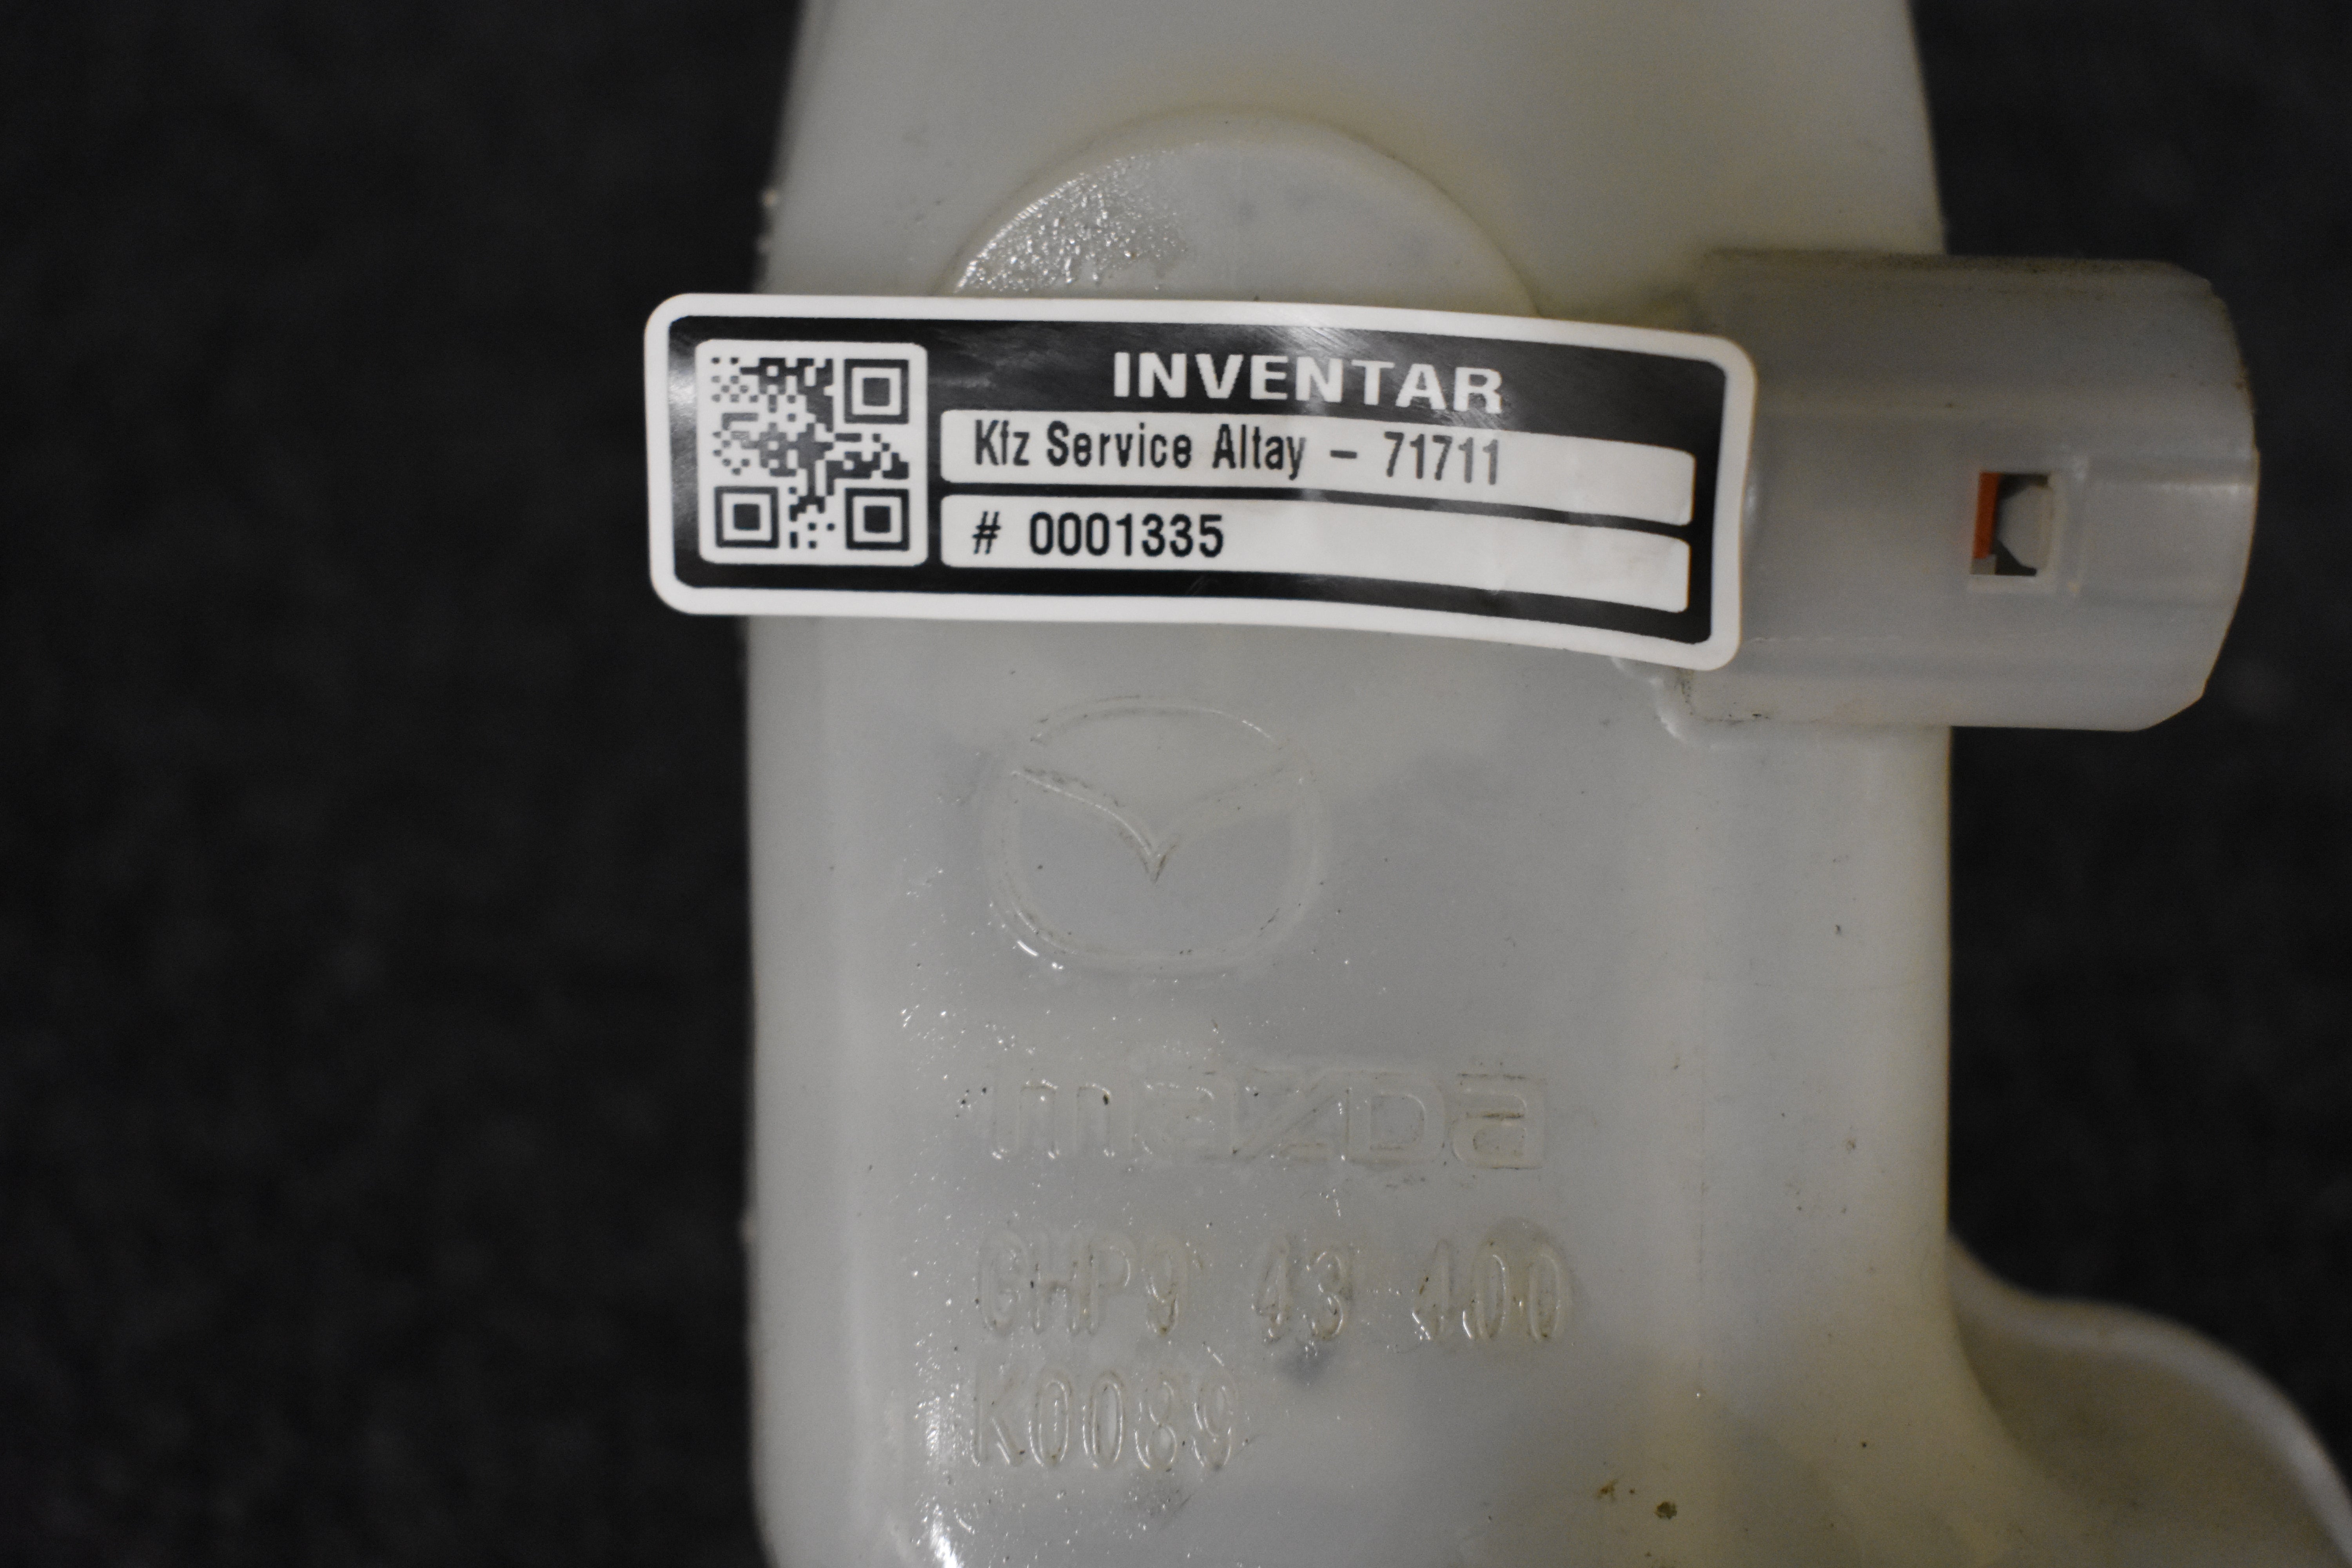 INVENTAR
Kfz Service Altay - 71711
# 0001335
mazDa
GHP9 43 400
K0089